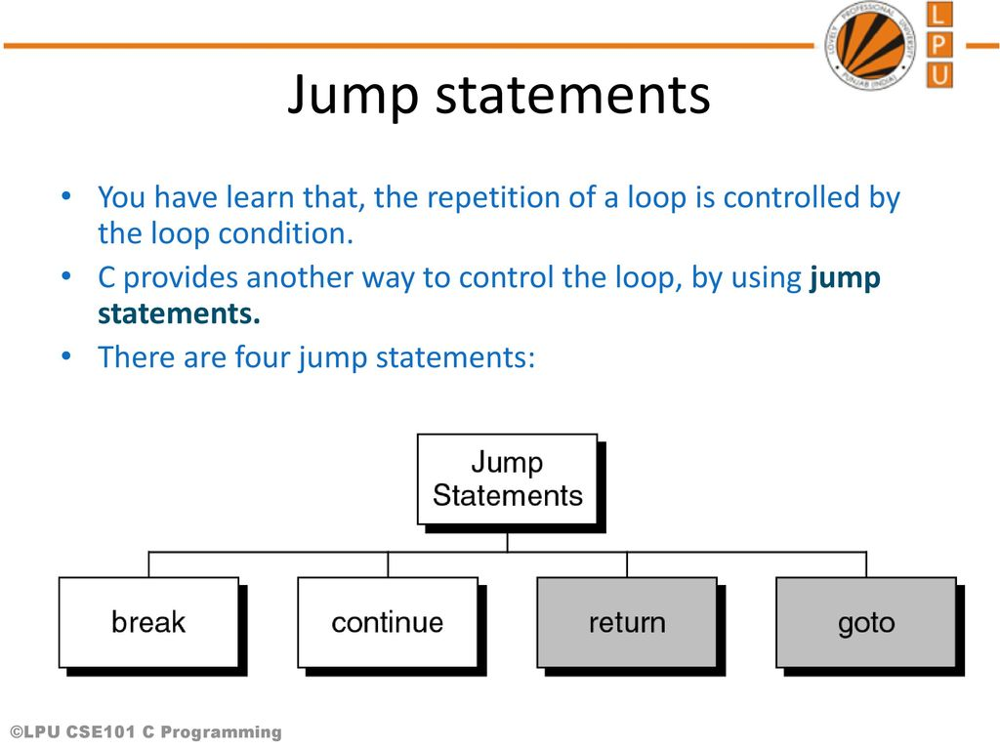 LOVELY PROFESSIONAL UNIVERSITY
PUNJAB (INDIA)
L
P
U
Jump statements
• You have learn that, the repetition of a loop is controlled by
the loop condition.
• C provides another way to control the loop, by using jump
statements.
• There are four jump statements:
Jump
Statements
break
continue
return
goto
©LPU CSE101 C Programming